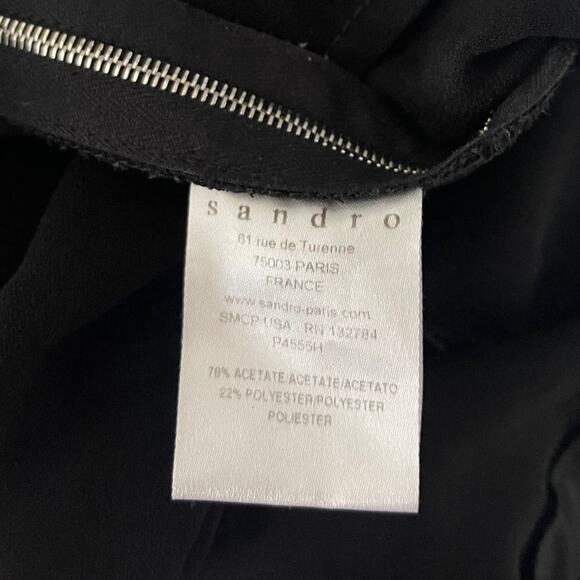 sandro
61 rue de Turenne
75003 PARIS
FRANCE
www.sandro-paris.com
SMCP USA - RN 132784
P4555H
78% ACETATE/ACETATE/ACETATO
22% POLYESTER/POLYESTER
POLIESTER